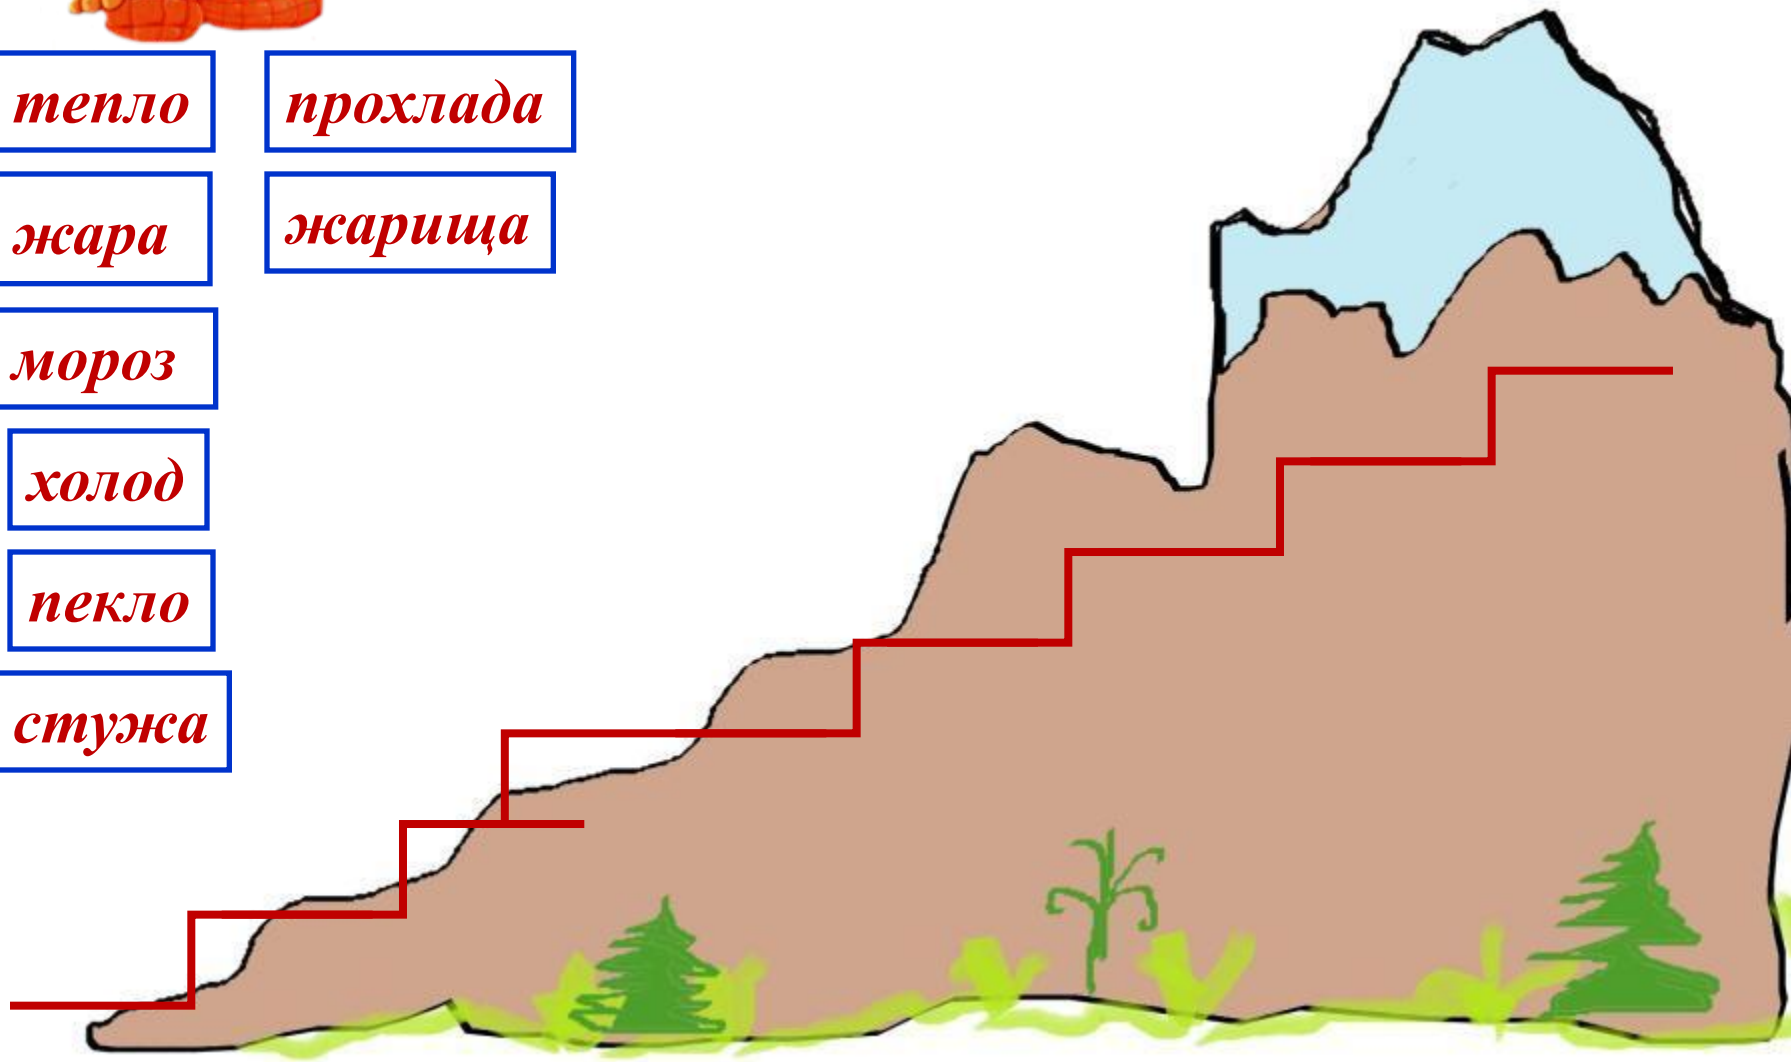 тепло
прохлада
жара
жарища
мороз
холод
пекло
стужа